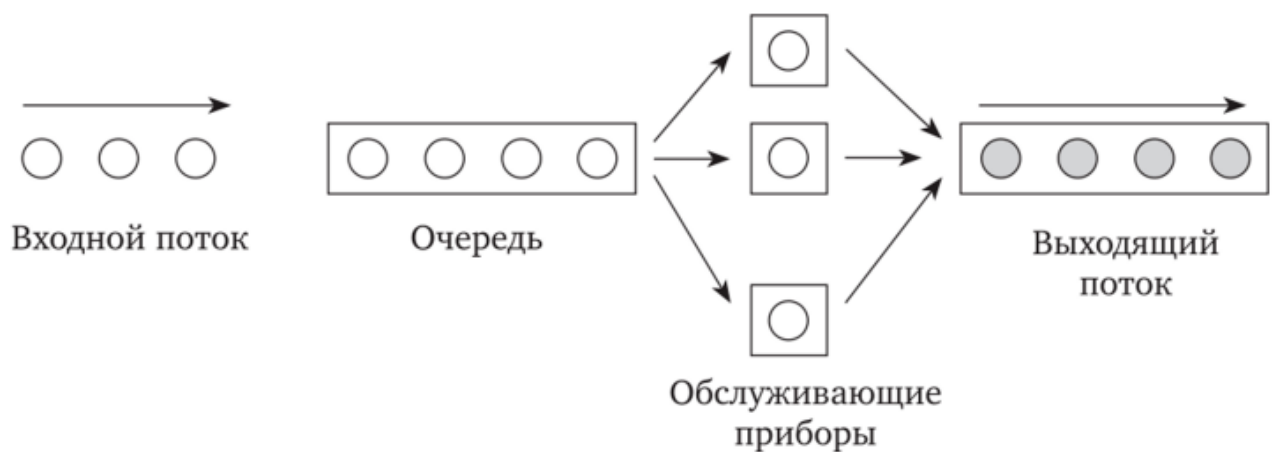 Входной поток
Очередь
Обслуживающие
приборы
Выходящий
поток